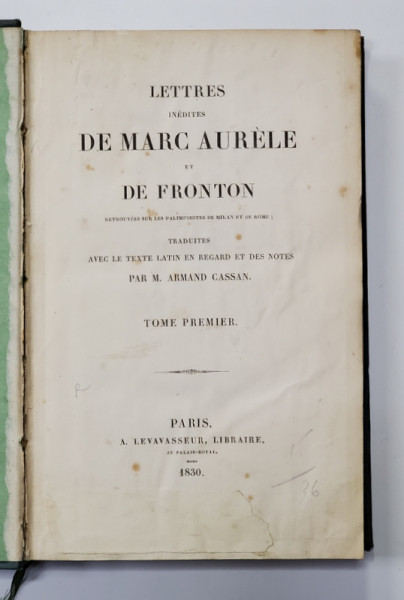 LETTRES
INÉDITES
DE MARC AURÈLE
ET
DE FRONTON
RETROUVÉES SUR LES PALIMPSESTES DE MILAN ET DE ROME ;
TRADUITES
AVEC LE TEXTE LATIN EN REGARD ET DES NOTES
PAR M. ARMAND CASSAN.
TOME PREMIER.
PARIS,
A. LEVAVASSEUR, LIBRAIRE,
AU PALAIS-ROYAL.
1830.
36